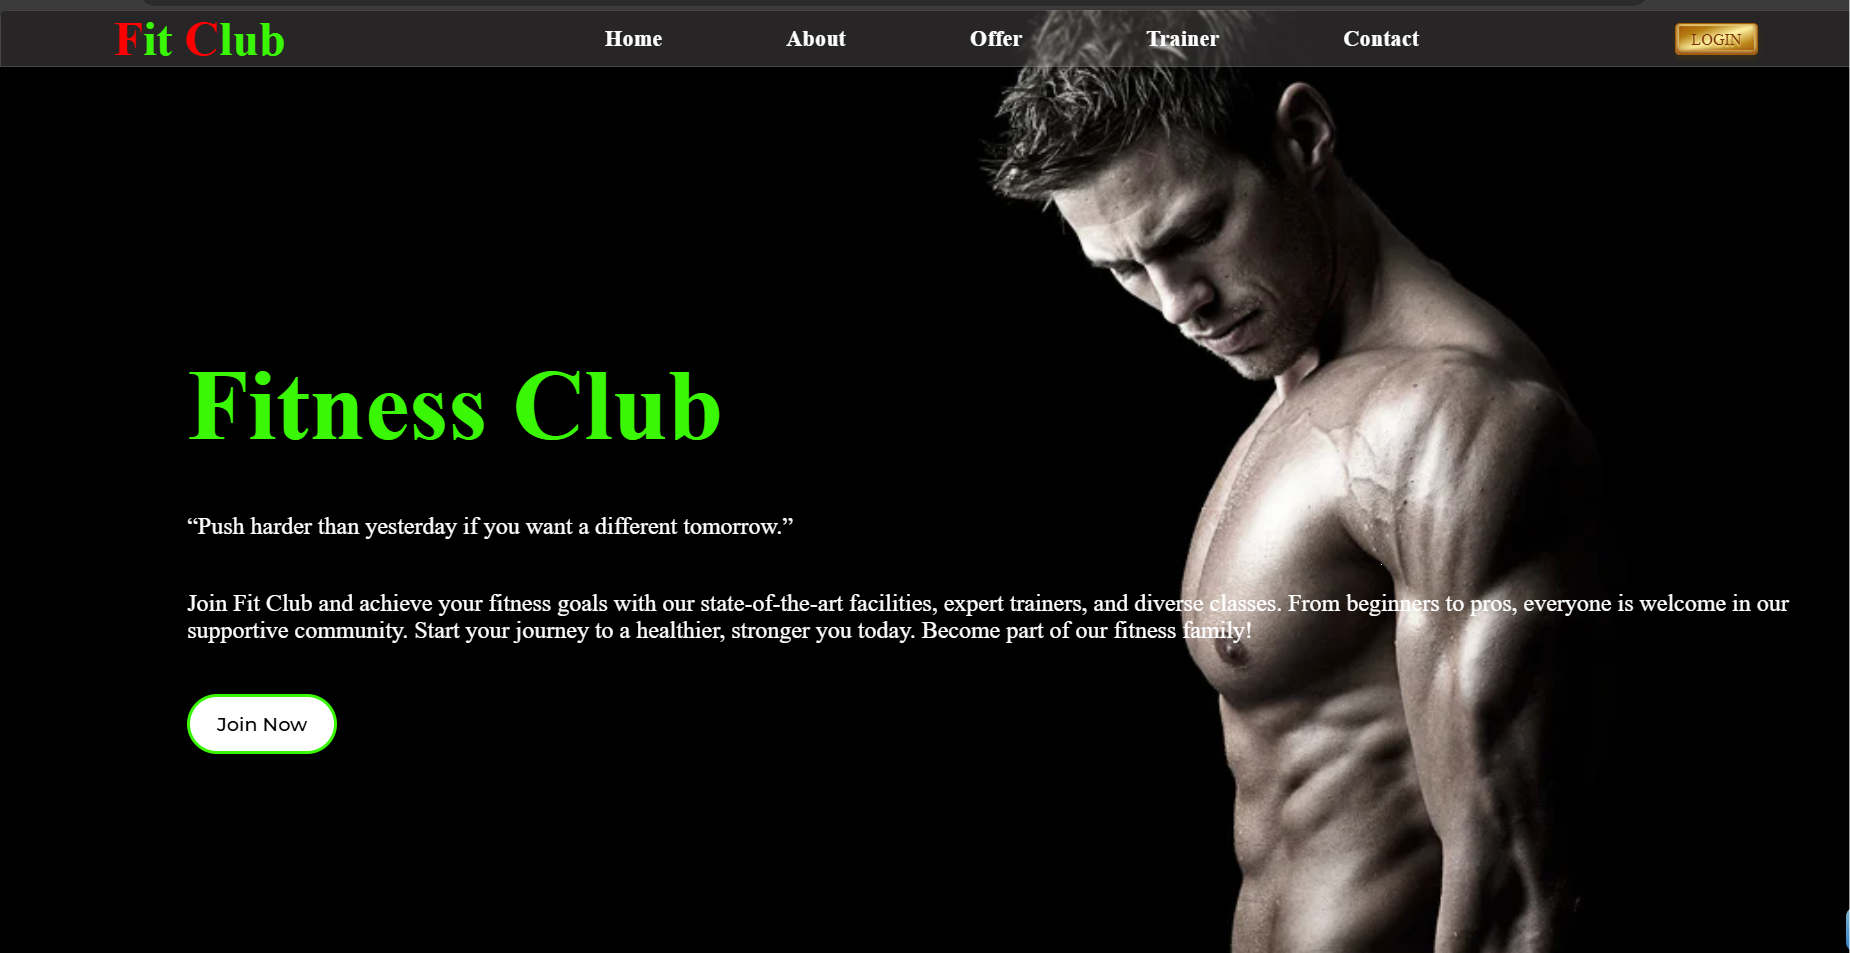 Fit Club
Home
About
Offer
Trainer
Contact
LOGIN
Fitness Club
“Push harder than yesterday if you want a different tomorrow.”
Join Fit Club and achieve your fitness goals with our state-of-the-art facilities, expert trainers, and diverse classes. From beginners to pros, everyone is welcome in our
supportive community. Start your journey to a healthier, stronger you today. Become part of our fitness family!
Join Now